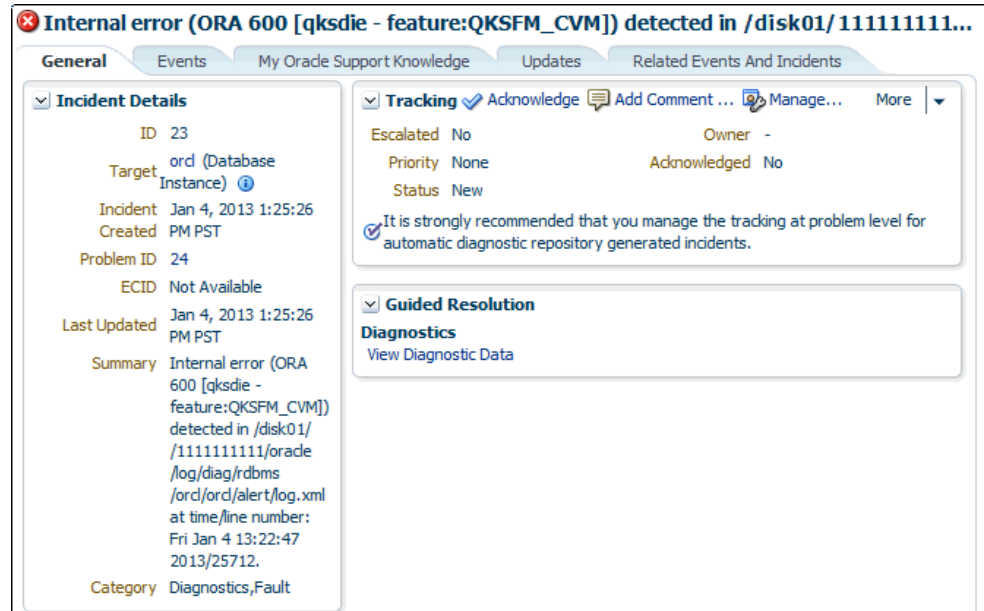 Internal error (ORA 600 [qksdie - feature:QKSFM_CVM]) detected in /disk01/111111111...
General Events My Oracle Support Knowledge Updates Related Events And Incidents
Incident Details
ID 23
Target orcl (Database
Instance)
Incident Created Jan 4, 2013 1:25:26
PM PST
Problem ID 24
ECID Not Available
Last Updated Jan 4, 2013 1:25:26
PM PST
Summary Internal error (ORA
600 [qksdie -
feature:QKSFM_CVM])
detected in /disk01/
/1111111111/oracle
/log/diag/rdbms
/orcl/orcl/alert/log.xml
at time/line number:
Fri Jan 4 13:22:47
2013/25712.
Category Diagnostics,Fault
Tracking Acknowledge Add Comment ... Manage... More
Escalated No Owner -
Priority None Acknowledged No
Status New
It is strongly recommended that you manage the tracking at problem level for
automatic diagnostic repository generated incidents.
Guided Resolution
Diagnostics
View Diagnostic Data